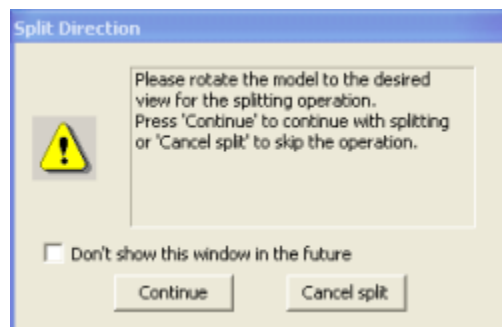 Split Direction
Please rotate the model to the desired
view for the splitting operation.
Press 'Continue' to continue with splitting
or 'Cancel split' to skip the operation.
Don't show this window in the future
Continue Cancel split